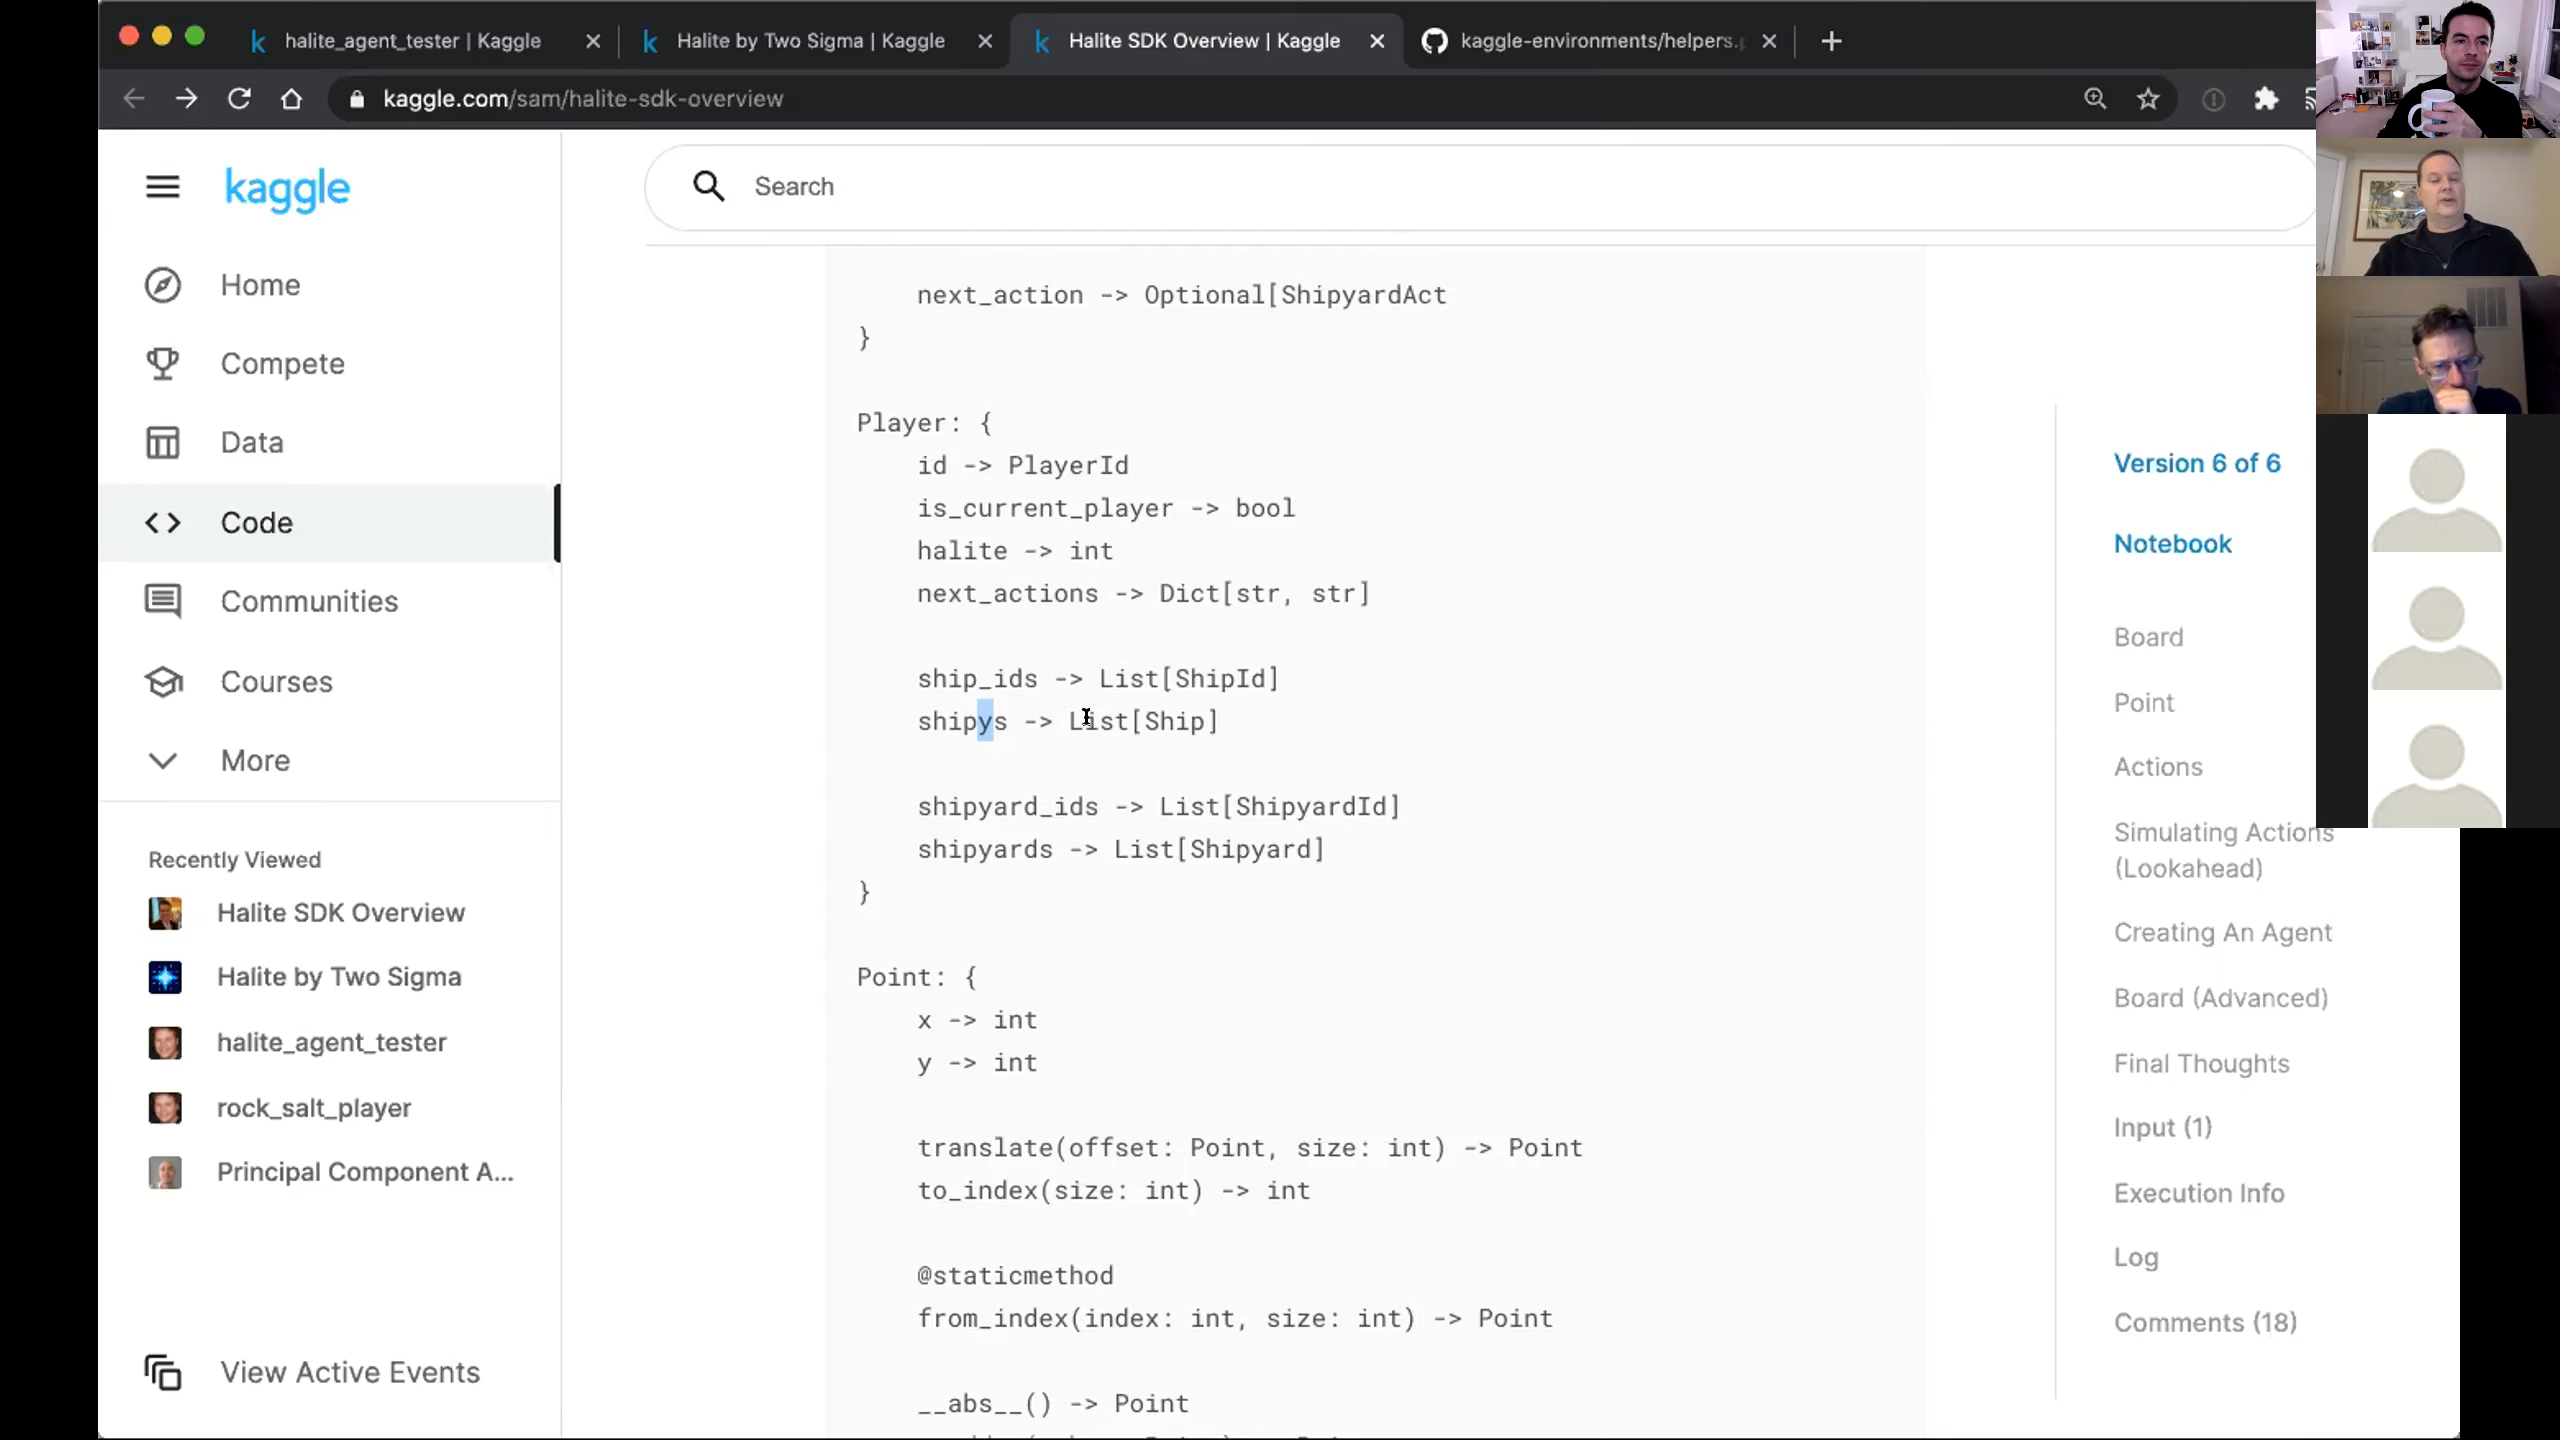 halite_agent_tester | Kaggle
Halite by Two Sigma | Kaggle
Halite SDK Overview | Kaggle
kaggle-environments/helpers.p
kaggle.com/sam/halite-sdk-overview
kaggle
Search
Home
Compete
Data
Code
Communities
Courses
More
Recently Viewed
Halite SDK Overview
Halite by Two Sigma
halite_agent_tester
rock_salt_player
Principal Component A...
View Active Events
next_action -> Optional[ShipyardAct
}
Player: {
id -> PlayerId
is_current_player -> bool
halite -> int
next_actions -> Dict[str, str]
ship_ids -> List[ShipId]
shipys -> List[Ship]
shipyard_ids -> List[ShipyardId]
shipyards -> List[Shipyard]
}
Point: {
x -> int
y -> int
translate(offset: Point, size: int) -> Point
to_index(size: int) -> int
@staticmethod
from_index(index: int, size: int) -> Point
__abs__() -> Point
Version 6 of 6
Notebook
Board
Point
Actions
Simulating Actions
(Lookahead)
Creating An Agent
Board (Advanced)
Final Thoughts
Input (1)
Execution Info
Log
Comments (18)